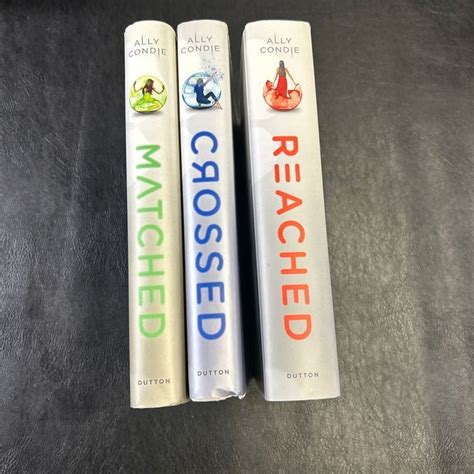 ALLY
CONDIE
MATCHED
DUTTON
ALLY
CONDIE
CROSSED
DUTTON
ALLY
CONDIE
REACHED
DUTTON